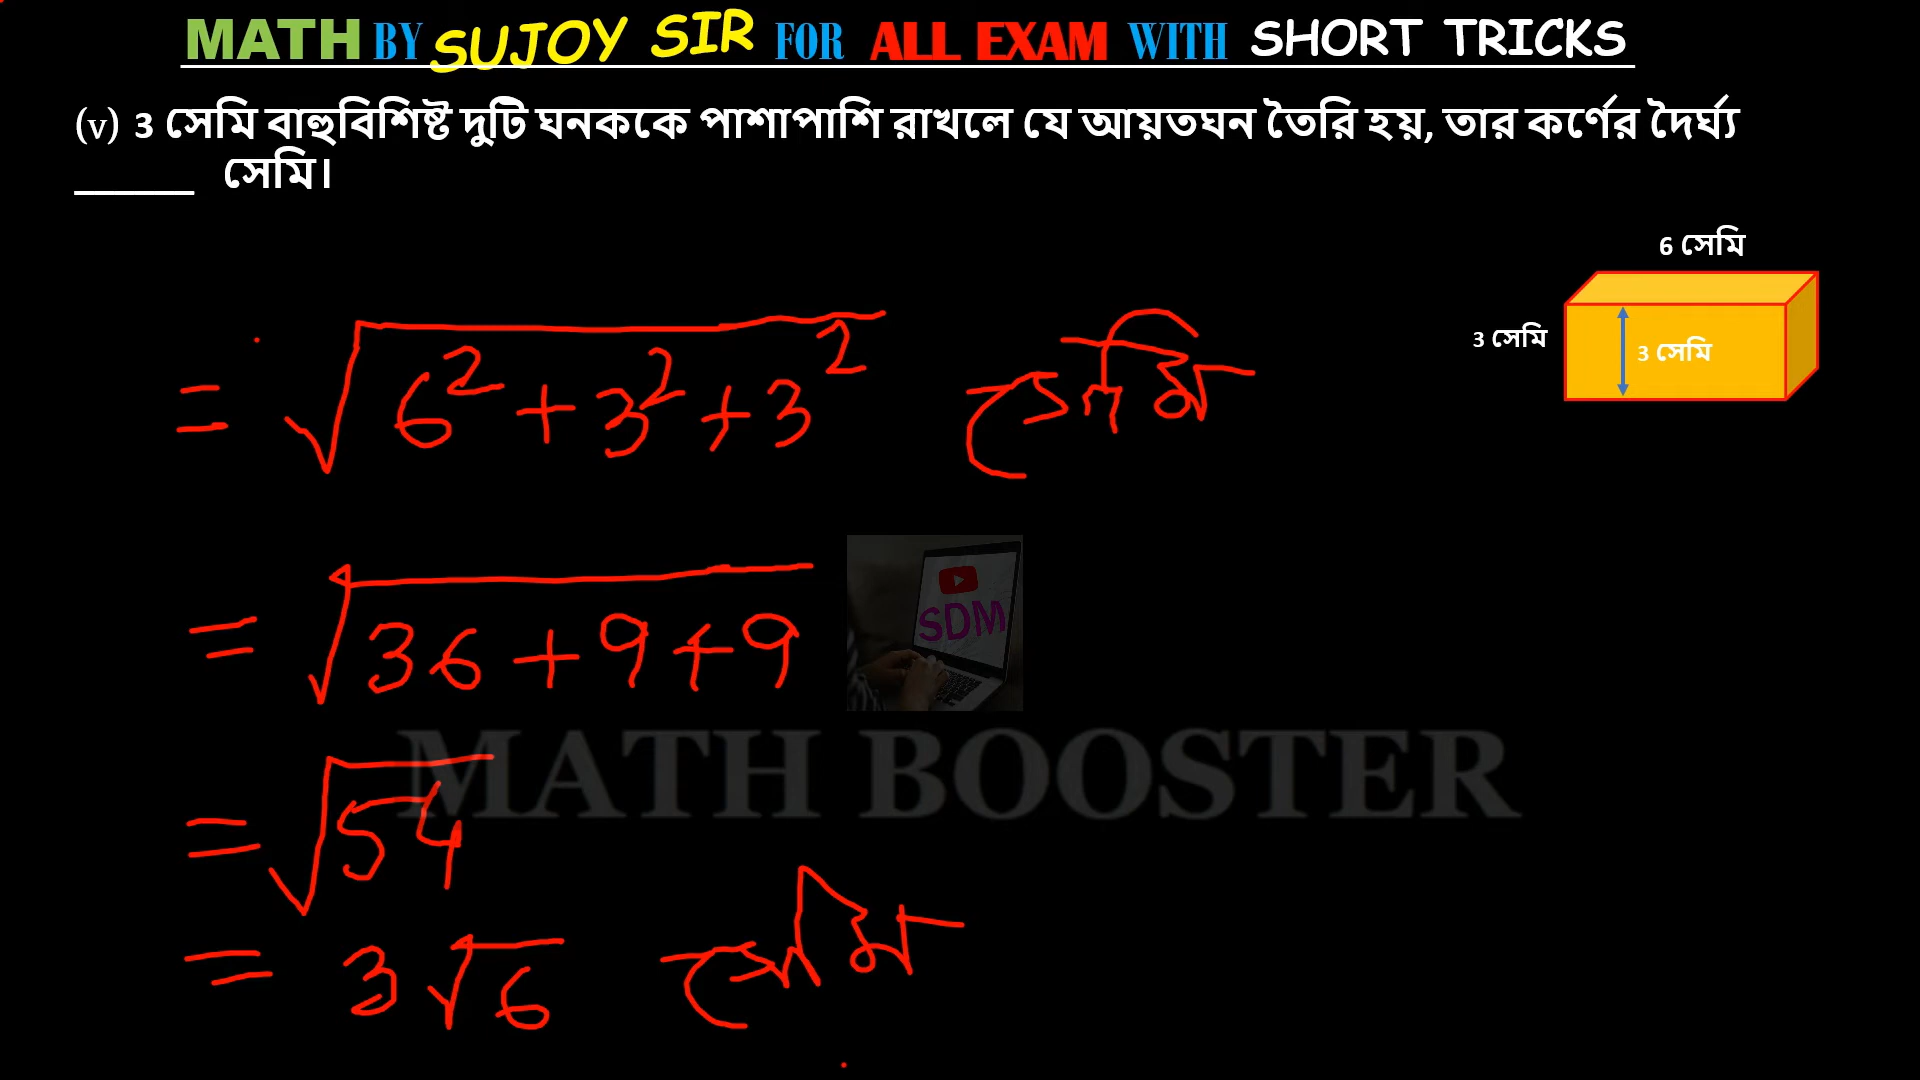 MATH BY SUJOY SIR FOR ALL EXAM WITH SHORT TRICKS
(v) 3 সেমি বাহুবিশিষ্ট দুটি ঘনককে পাশাপাশি রাখলে যে আয়তঘন তৈরি হয়, তার কর্ণের দৈর্ঘ্য
______ সেমি।
6 সেমি
3 সেমি
3 সেমি
= √6² + 3² + 3² সেমি
= √36 + 9 + 9
SDM
MATH BOOSTER
= √54
= 3√6 সেমি